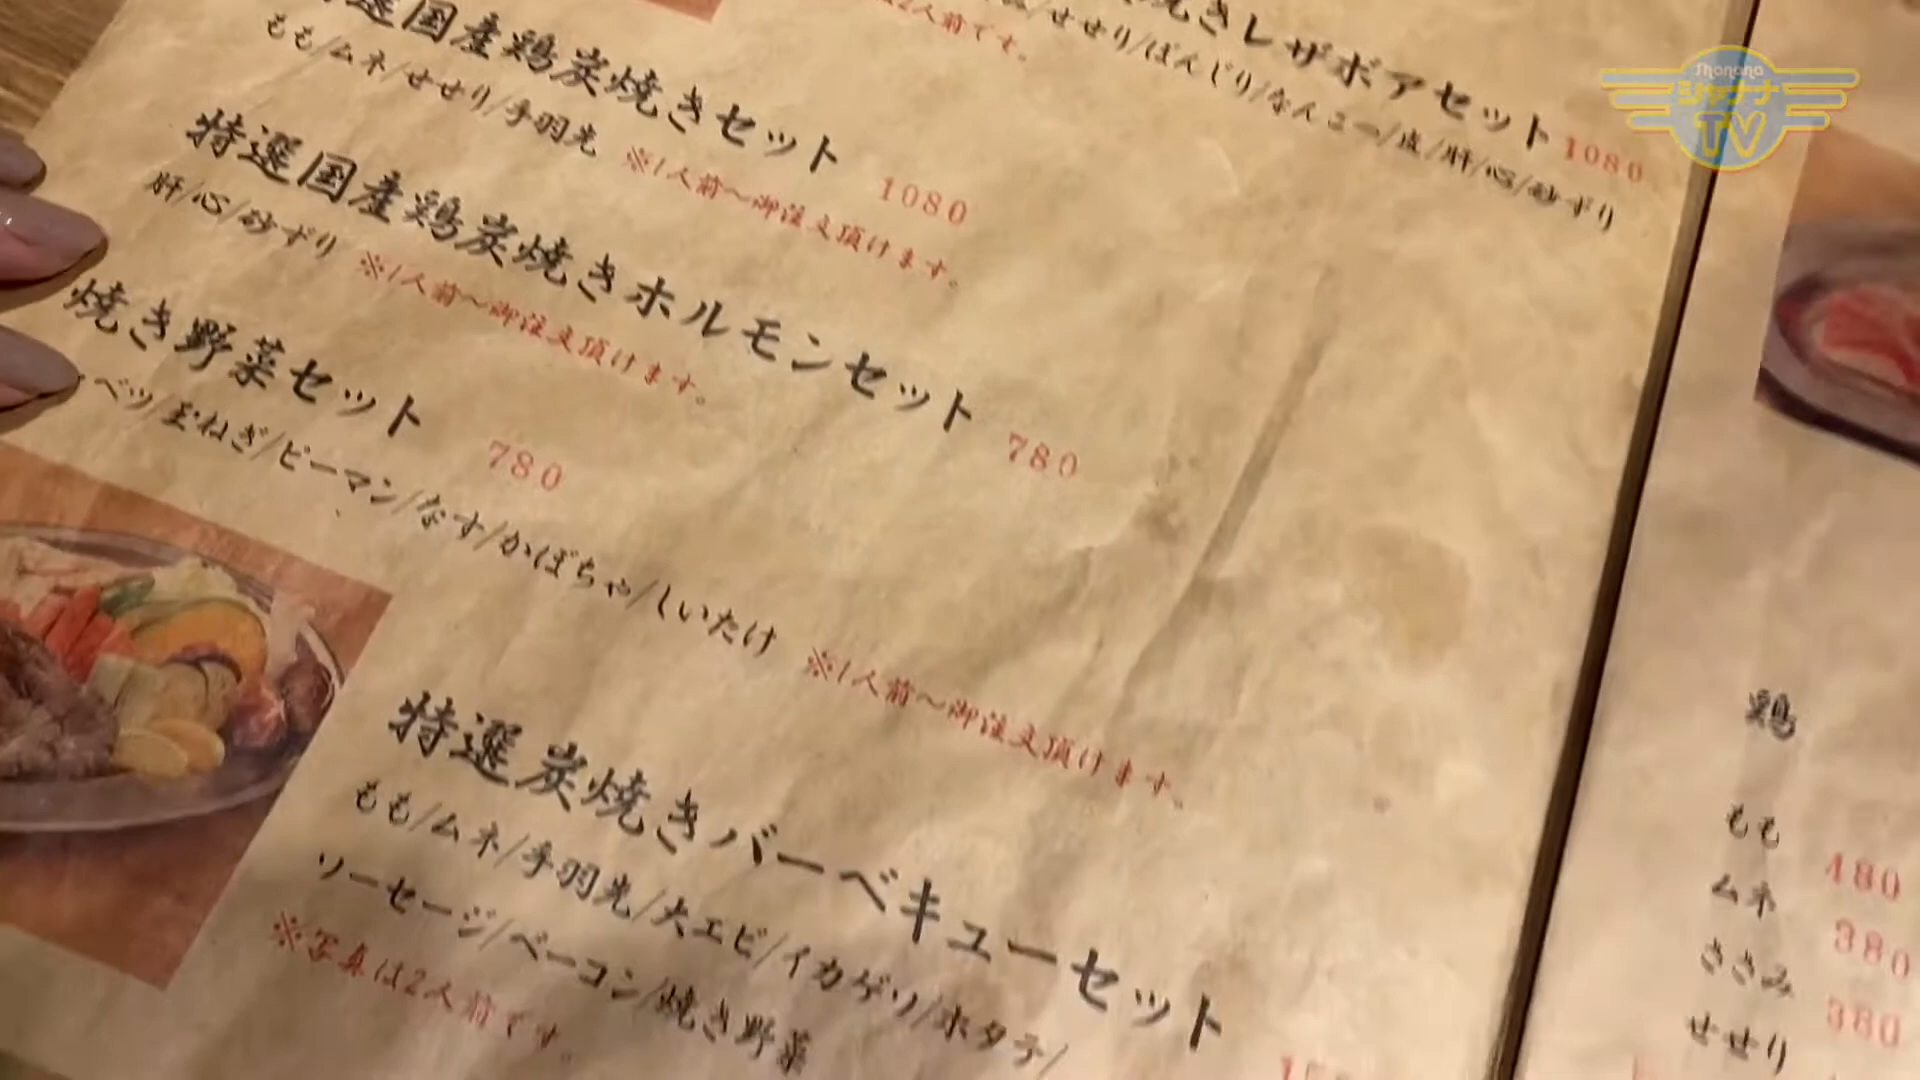 焼きレザボアセット 1080
せせり/ぼんじり/なんこつ/皮/肝/心/砂ずり
2人前です。
選国産鶏炭焼きセット 1080
もも/ムネ/せせり/手羽先 ※1人前〜御注文頂けます。
特選国産鶏炭焼きホルモンセット 780
肝/心/砂ずり ※1人前〜御注文頂けます。
焼き野菜セット 780
ベツ/玉ねぎ/ピーマン/なす/かぼちゃ/しいたけ ※1人前〜御注文頂けます。
特選炭焼きバーベキューセット
もも/ムネ/手羽先/大エビ/イカゲソ/ホタテ/
ソーセージ/ベーコン/焼き野菜
※写真は2人前です。
鶏
もも 480
ムネ 380
ささみ 380
せせり
Shanana
シャナナ
TV